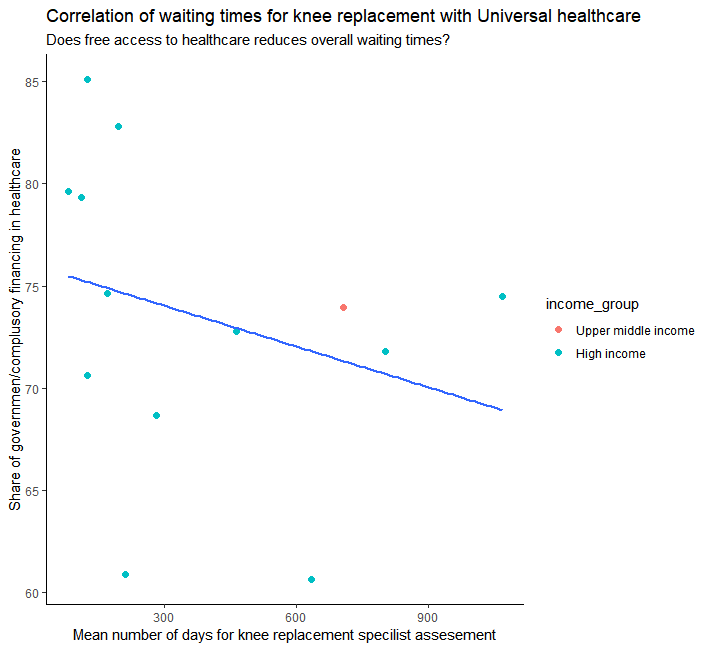 Correlation of waiting times for knee replacement with Universal healthcare
Does free access to healthcare reduces overall waiting times?
Share of governmen/complusory financing in healthcare
85
80
75
70
65
60
300
600
900
Mean number of days for knee replacement specilist assesement
income_group
Upper middle income
High income